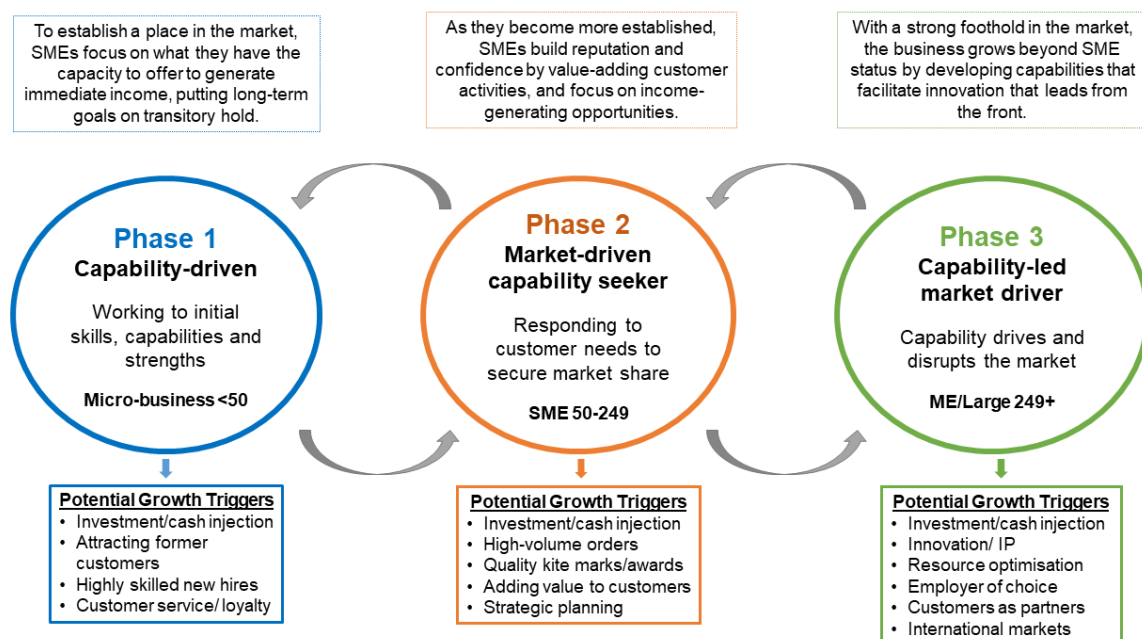 To establish a place in the market,
SMEs focus on what they have the
capacity to offer to generate
immediate income, putting long-term
goals on transitory hold.
As they become more established,
SMEs build reputation and
confidence by value-adding customer
activities, and focus on income-
generating opportunities.
With a strong foothold in the market,
the business grows beyond SME
status by developing capabilities that
facilitate innovation that leads from
the front.
Phase 1
Capability-driven
Working to initial
skills, capabilities and
strengths
Micro-business <50
Phase 2
Market-driven
capability seeker
Responding to
customer needs to
secure market share
SME 50-249
Phase 3
Capability-led
market driver
Capability drives and
disrupts the market
ME/Large 249+
Potential Growth Triggers
• Investment/cash injection
• Attracting former
customers
• Highly skilled new hires
• Customer service/ loyalty
Potential Growth Triggers
• Investment/cash injection
• High-volume orders
• Quality kite marks/awards
• Adding value to customers
• Strategic planning
Potential Growth Triggers
• Investment/cash injection
• Innovation/ IP
• Resource optimisation
• Employer of choice
• Customers as partners
• International markets